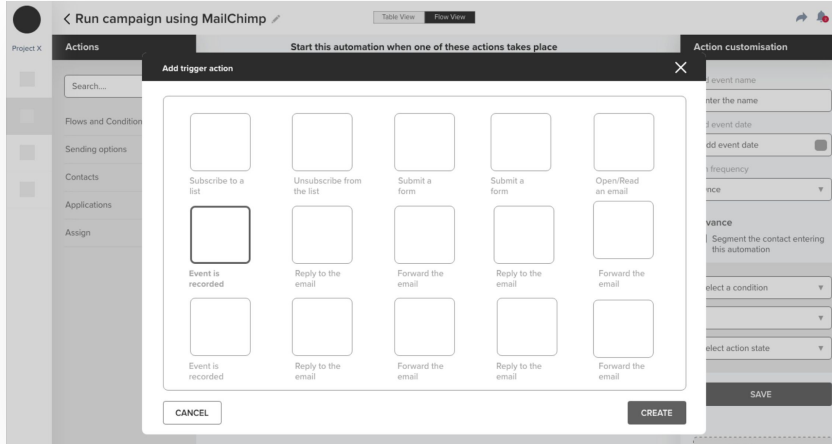 Run campaign using MailChimp
Table View
Flow View
Project X
Actions
Start this automation when one of these actions takes place
Action customisation
Search....
Flows and Condition
Sending options
Contacts
Applications
Assign
Add trigger action
Subscribe to a
list
Unsubscribe from
the list
Submit a
form
Submit a
form
Open/Read
an email
Event is
recorded
Reply to the
email
Forward the
email
Reply to the
email
Forward the
email
Event is
recorded
Reply to the
email
Forward the
email
Reply to the
email
Forward the
email
CANCEL
CREATE
event name
nter the name
event date
dd event date
frequency
nce
vance
Segment the contact entering
this automation
elect a condition
elect action state
SAVE